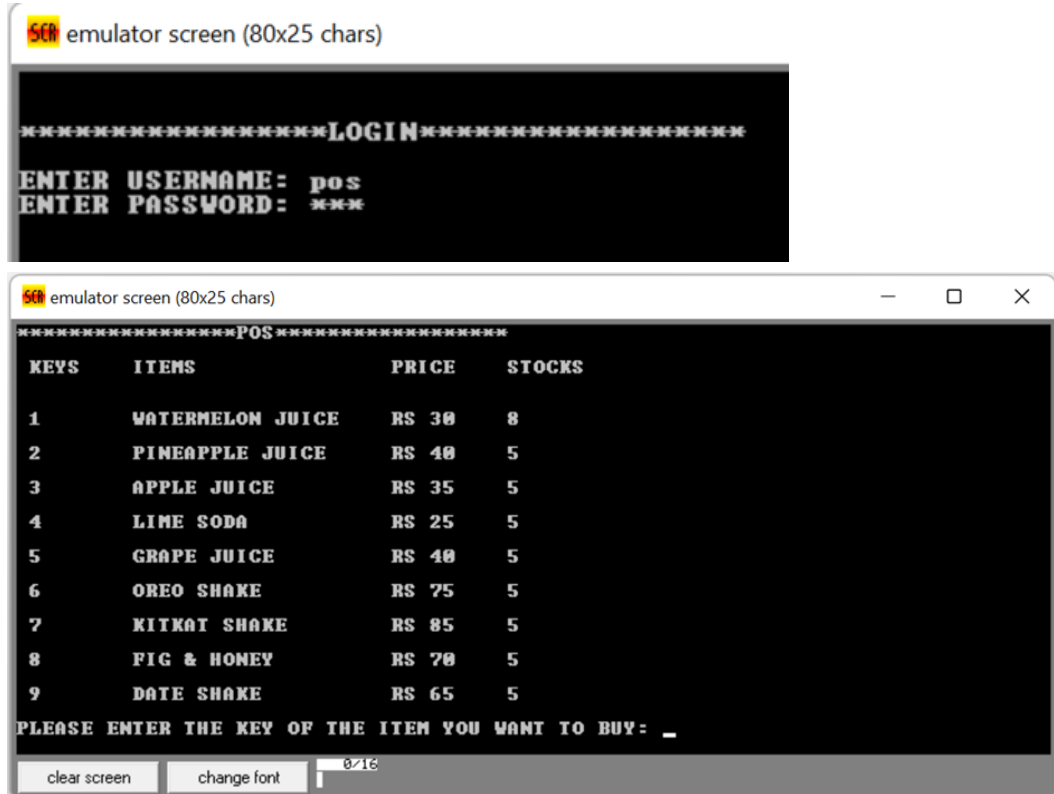 SCR emulator screen (80x25 chars)
*****************LOGIN******************
ENTER USERNAME: pos
ENTER PASSWORD: ***
SCR emulator screen (80x25 chars)
*****************POS******************
KEYS ITEMS PRICE STOCKS
1 WATERMELON JUICE RS 30 8
2 PINEAPPLE JUICE RS 40 5
3 APPLE JUICE RS 35 5
4 LIME SODA RS 25 5
5 GRAPE JUICE RS 40 5
6 OREO SHAKE RS 75 5
7 KITKAT SHAKE RS 85 5
8 FIG & HONEY RS 70 5
9 DATE SHAKE RS 65 5
PLEASE ENTER THE KEY OF THE ITEM YOU WANT TO BUY: _
clear screen change font 0/16